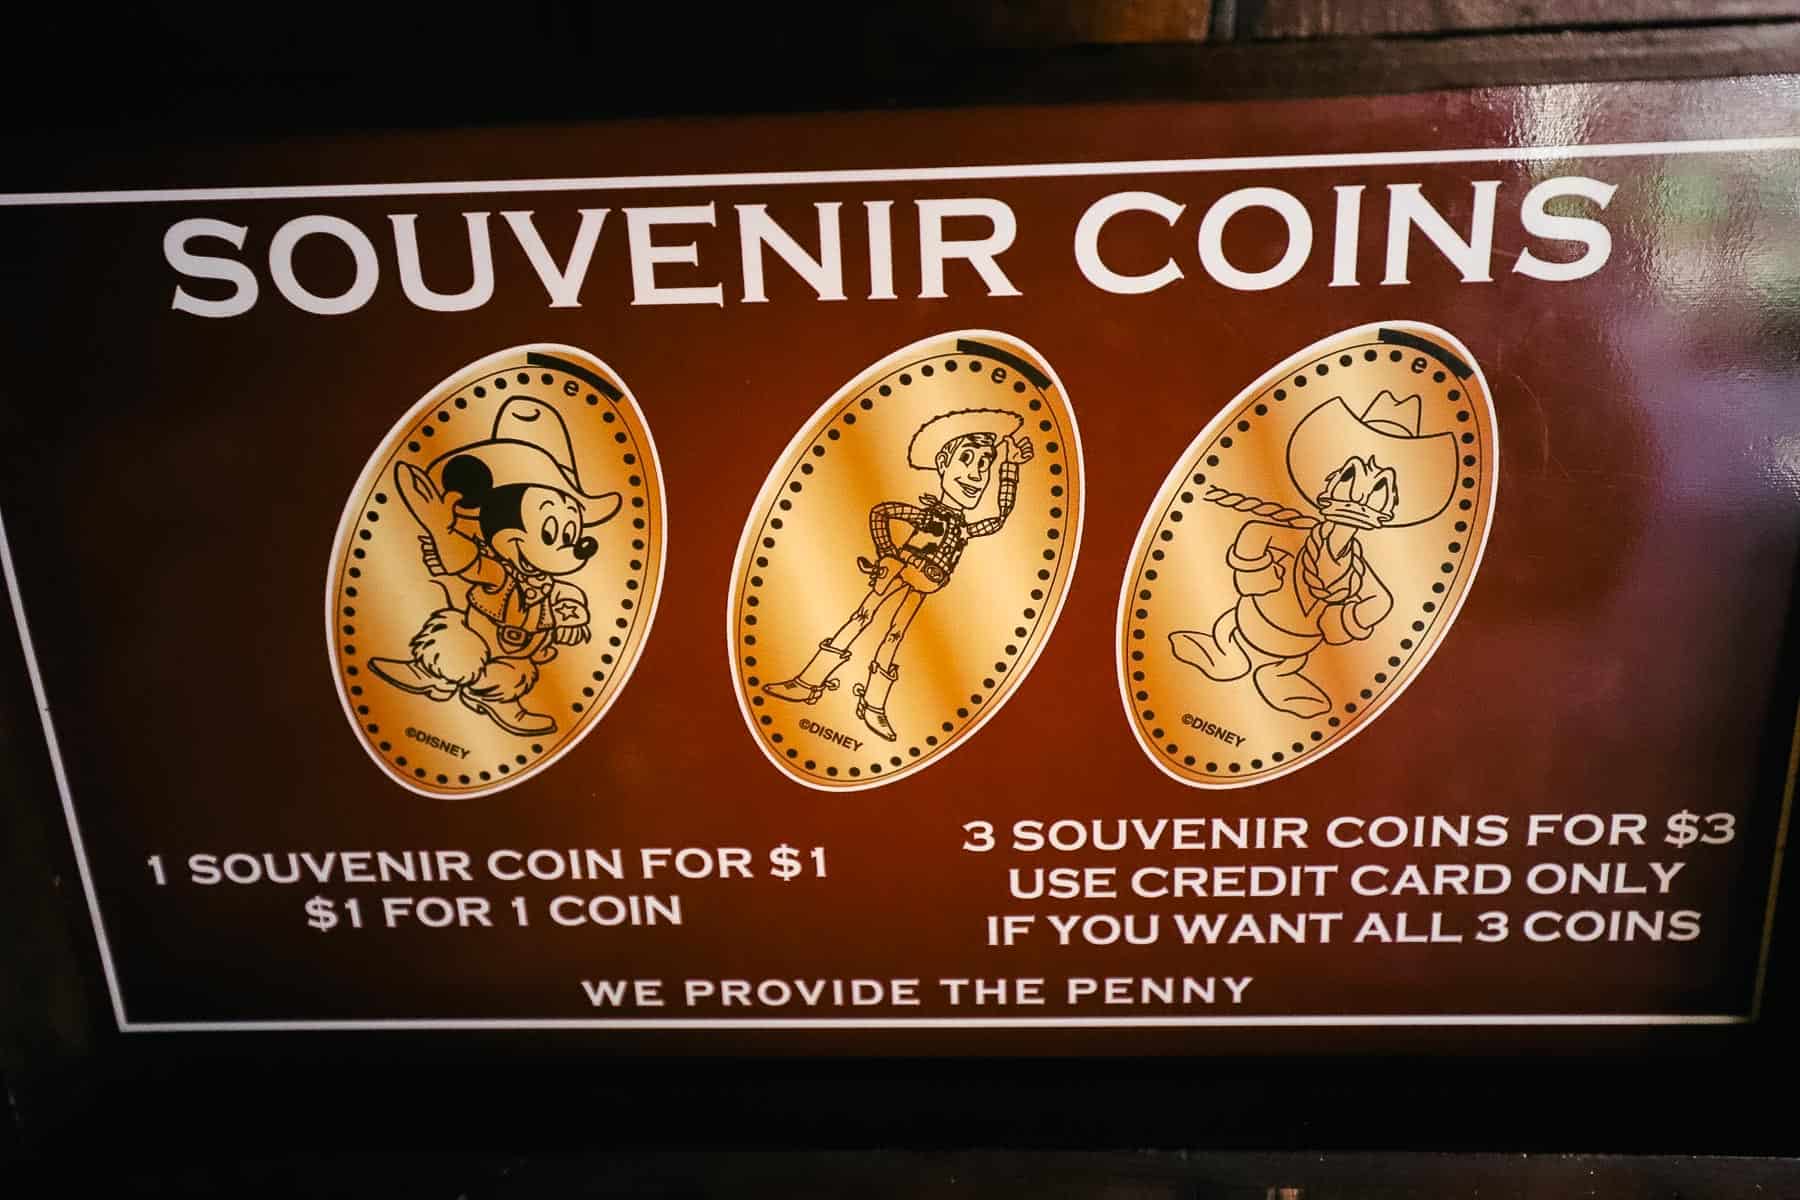 SOUVENIR COINS
e
e
e
©DISNEY
©DISNEY
©DISNEY
1 SOUVENIR COIN FOR $1
$1 FOR 1 COIN
3 SOUVENIR COINS FOR $3
USE CREDIT CARD ONLY
IF YOU WANT ALL 3 COINS
WE PROVIDE THE PENNY